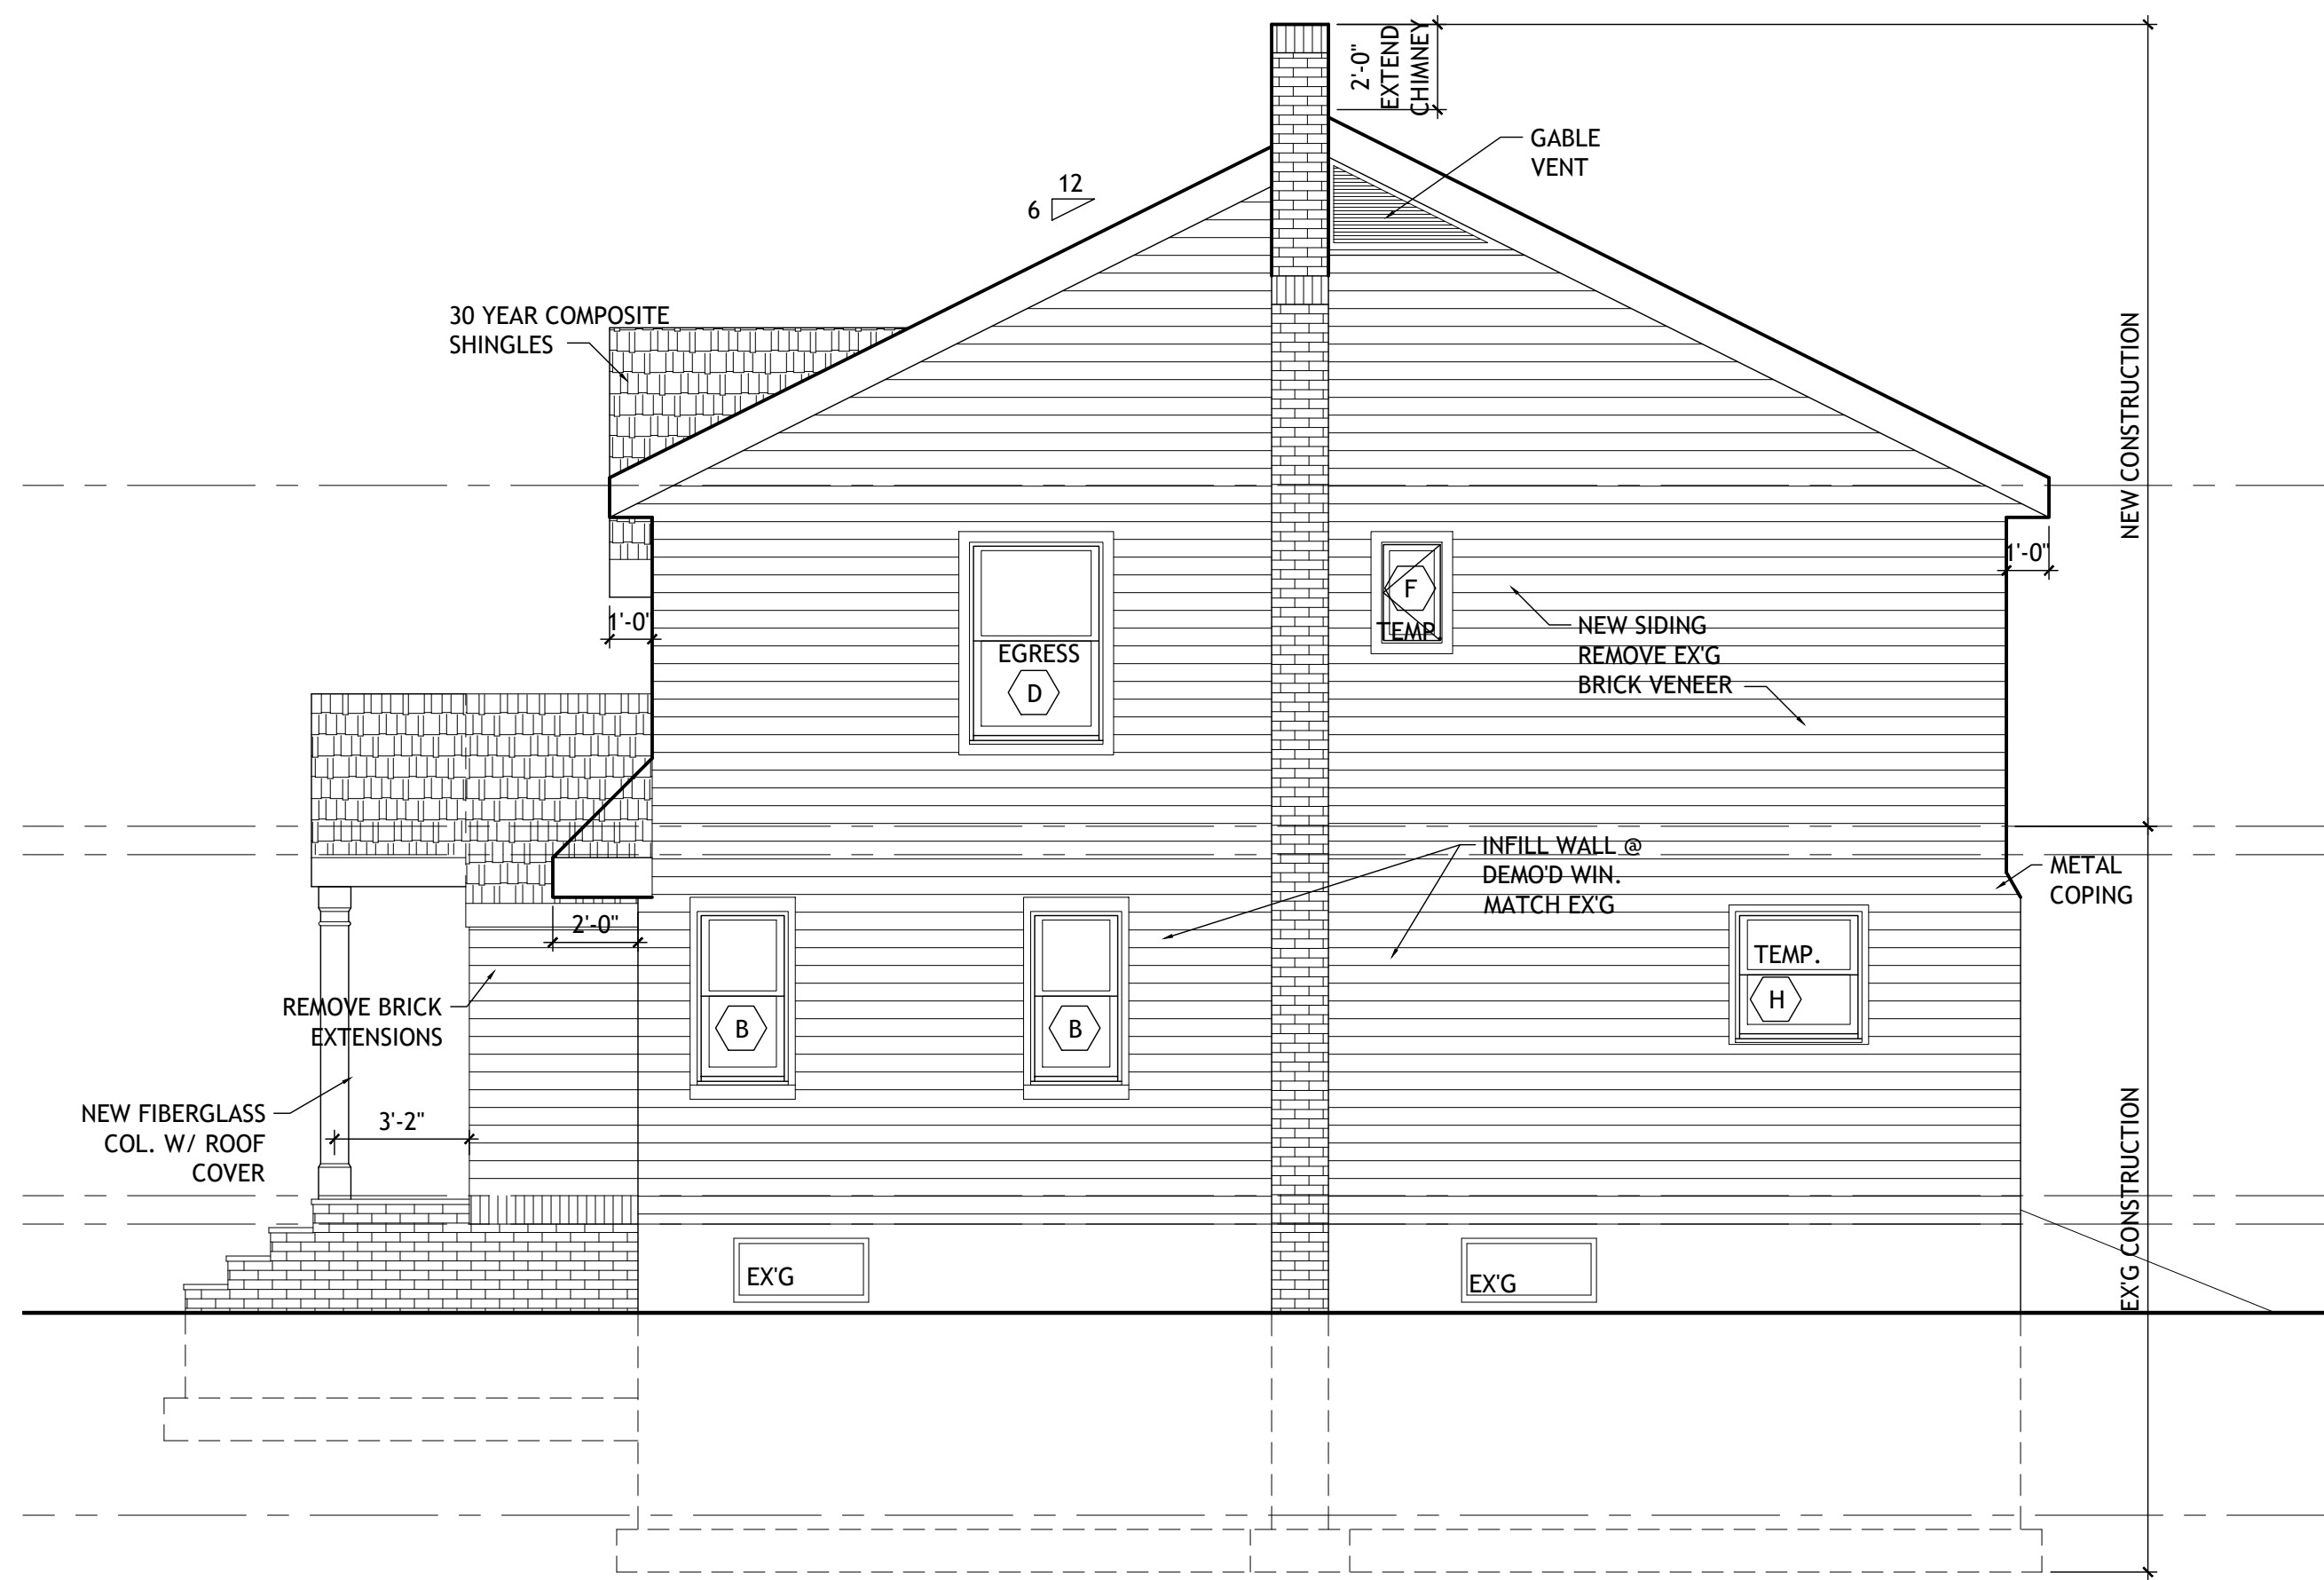 2'-0"
EXTEND
CHIMNEY
GABLE
VENT
12
6
30 YEAR COMPOSITE
SHINGLES
NEW CONSTRUCTION
1'-0"
F
TEMP.
1'-0"
NEW SIDING
REMOVE EX'G
BRICK VENEER
EGRESS
D
INFILL WALL @
DEMO'D WIN.
MATCH EX'G
METAL
COPING
2'-0"
TEMP.
H
REMOVE BRICK
EXTENSIONS
B
B
NEW FIBERGLASS
COL. W/ ROOF
COVER
3'-2"
EX'G CONSTRUCTION
EX'G
EX'G